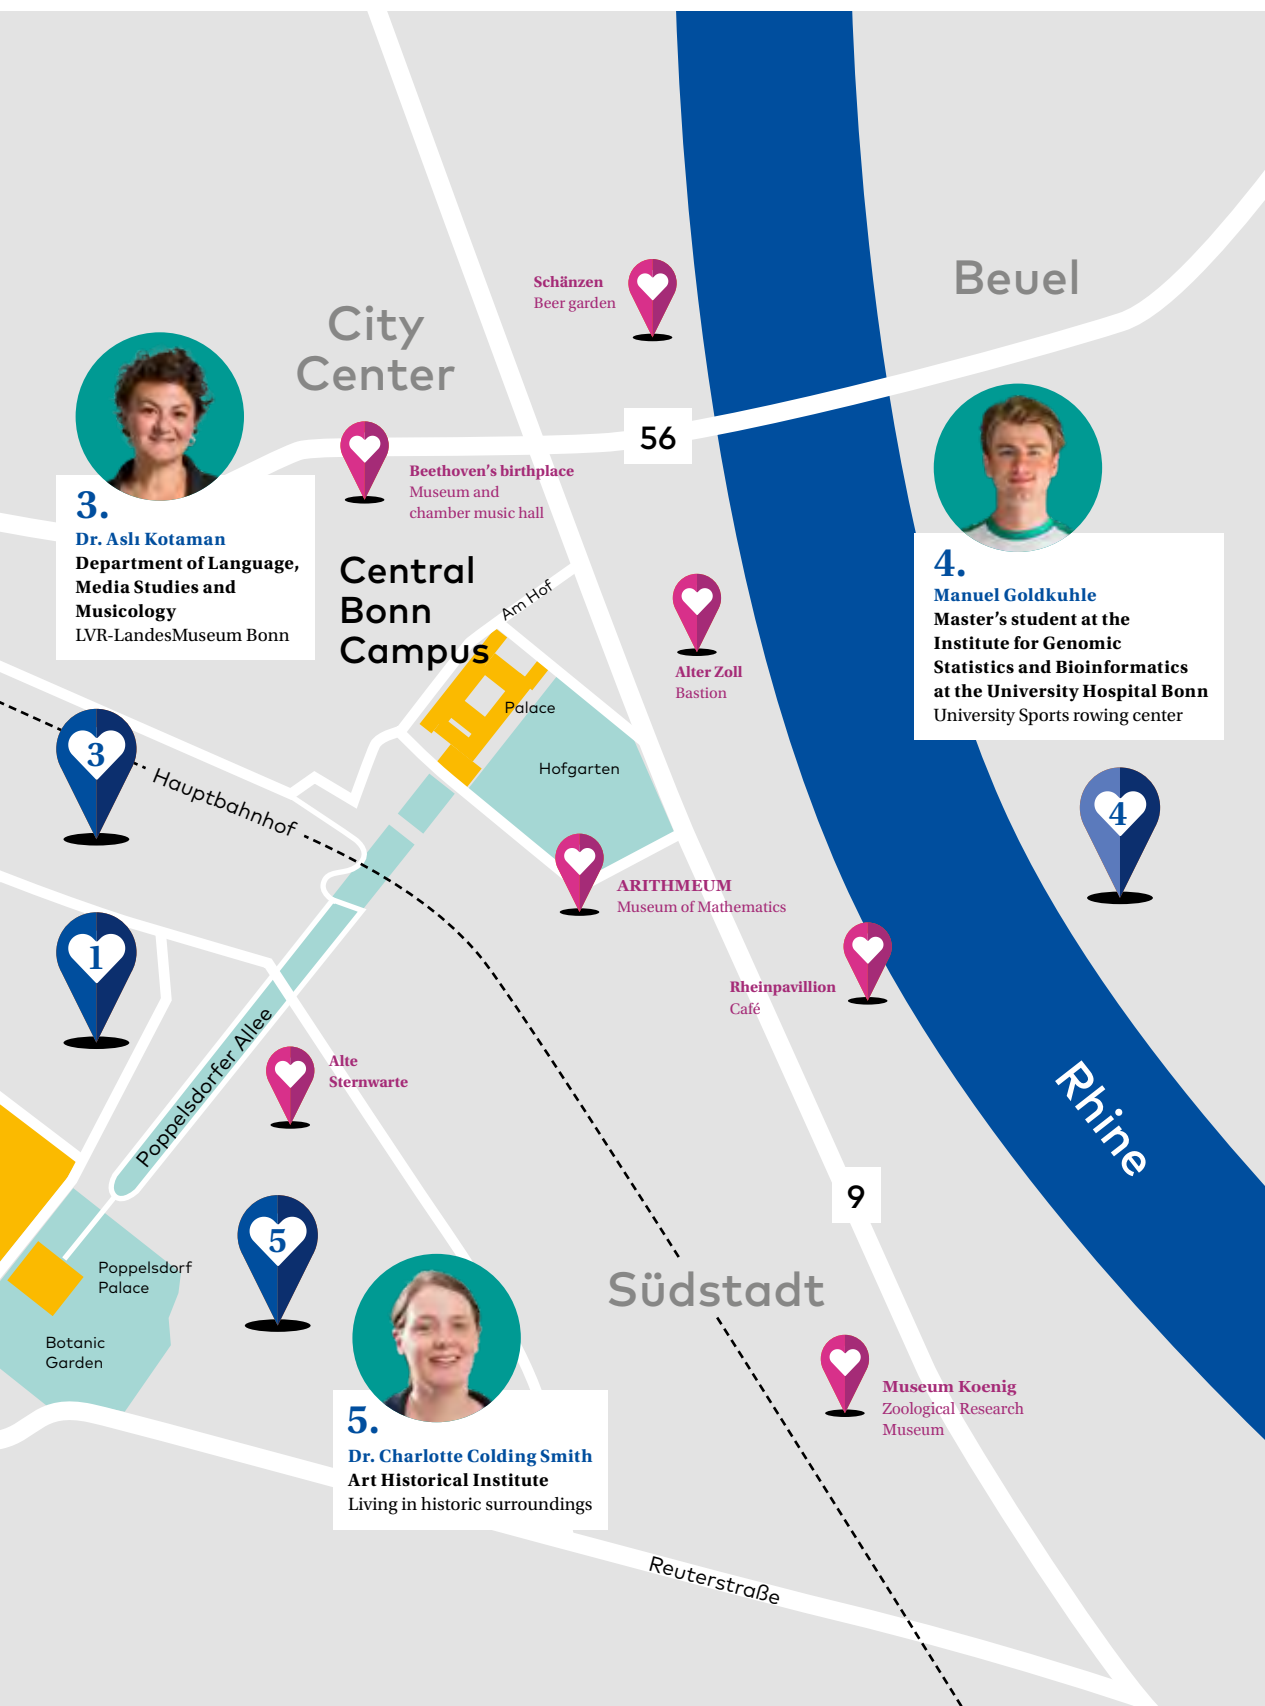 Schänzen
Beer garden
Beuel
City
Center
56
Beethoven's birthplace
Museum and
chamber music hall
3.
Dr. Aslı Kotaman
Department of Language,
Media Studies and
Musicology
LVR-LandesMuseum Bonn
4.
Manuel Goldkuhle
Master's student at the
Institute for Genomic
Statistics and Bioinformatics
at the University Hospital Bonn
University Sports rowing center
Central
Bonn
Campus
Am Hof
Alter Zoll
Bastion
Palace
Hofgarten
3
Hauptbahnhof
4
ARITHMEUM
Museum of Mathematics
1
Rheinpavillion
Café
Poppelsdorfer Allee
Alte
Sternwarte
Rhine
9
5
Poppelsdorf
Palace
Botanic
Garden
Südstadt
Museum Koenig
Zoological Research
Museum
5.
Dr. Charlotte Colding Smith
Art Historical Institute
Living in historic surroundings
Reuterstraße